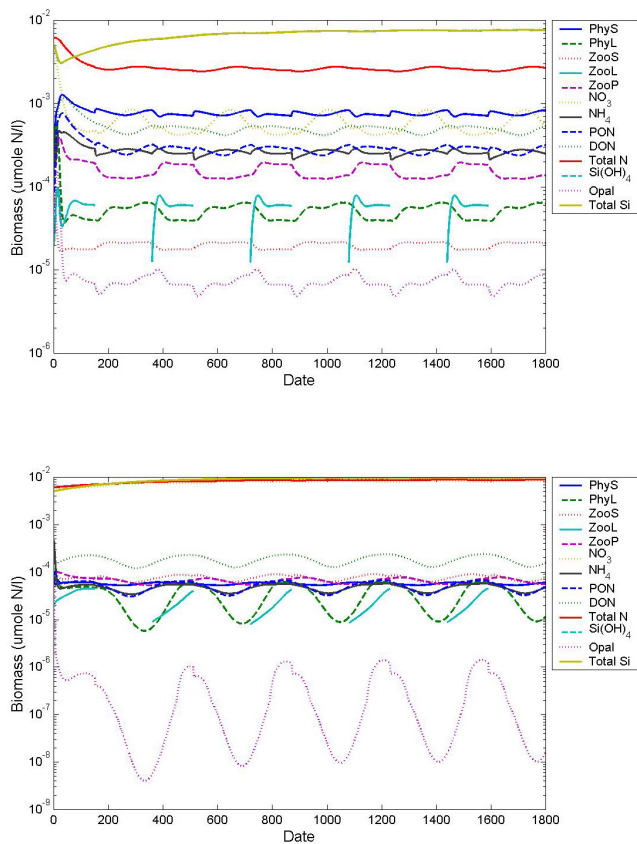 10^-2
10^-3
10^-4
10^-5
10^-6
0 200 400 600 800 1000 1200 1400 1600 1800
Date
Biomass (umole N/l)
PhyS
PhyL
ZooS
ZooL
ZooP
NO3
NH4
PON
DON
Total N
Si(OH)4
Opal
Total Si
10^-2
10^-3
10^-4
10^-5
10^-6
10^-7
10^-8
10^-9
0 200 400 600 800 1000 1200 1400 1600 1800
Date
Biomass (umole N/l)
PhyS
PhyL
ZooS
ZooL
ZooP
NO3
NH4
PON
DON
Total N
Si(OH)4
Opal
Total Si